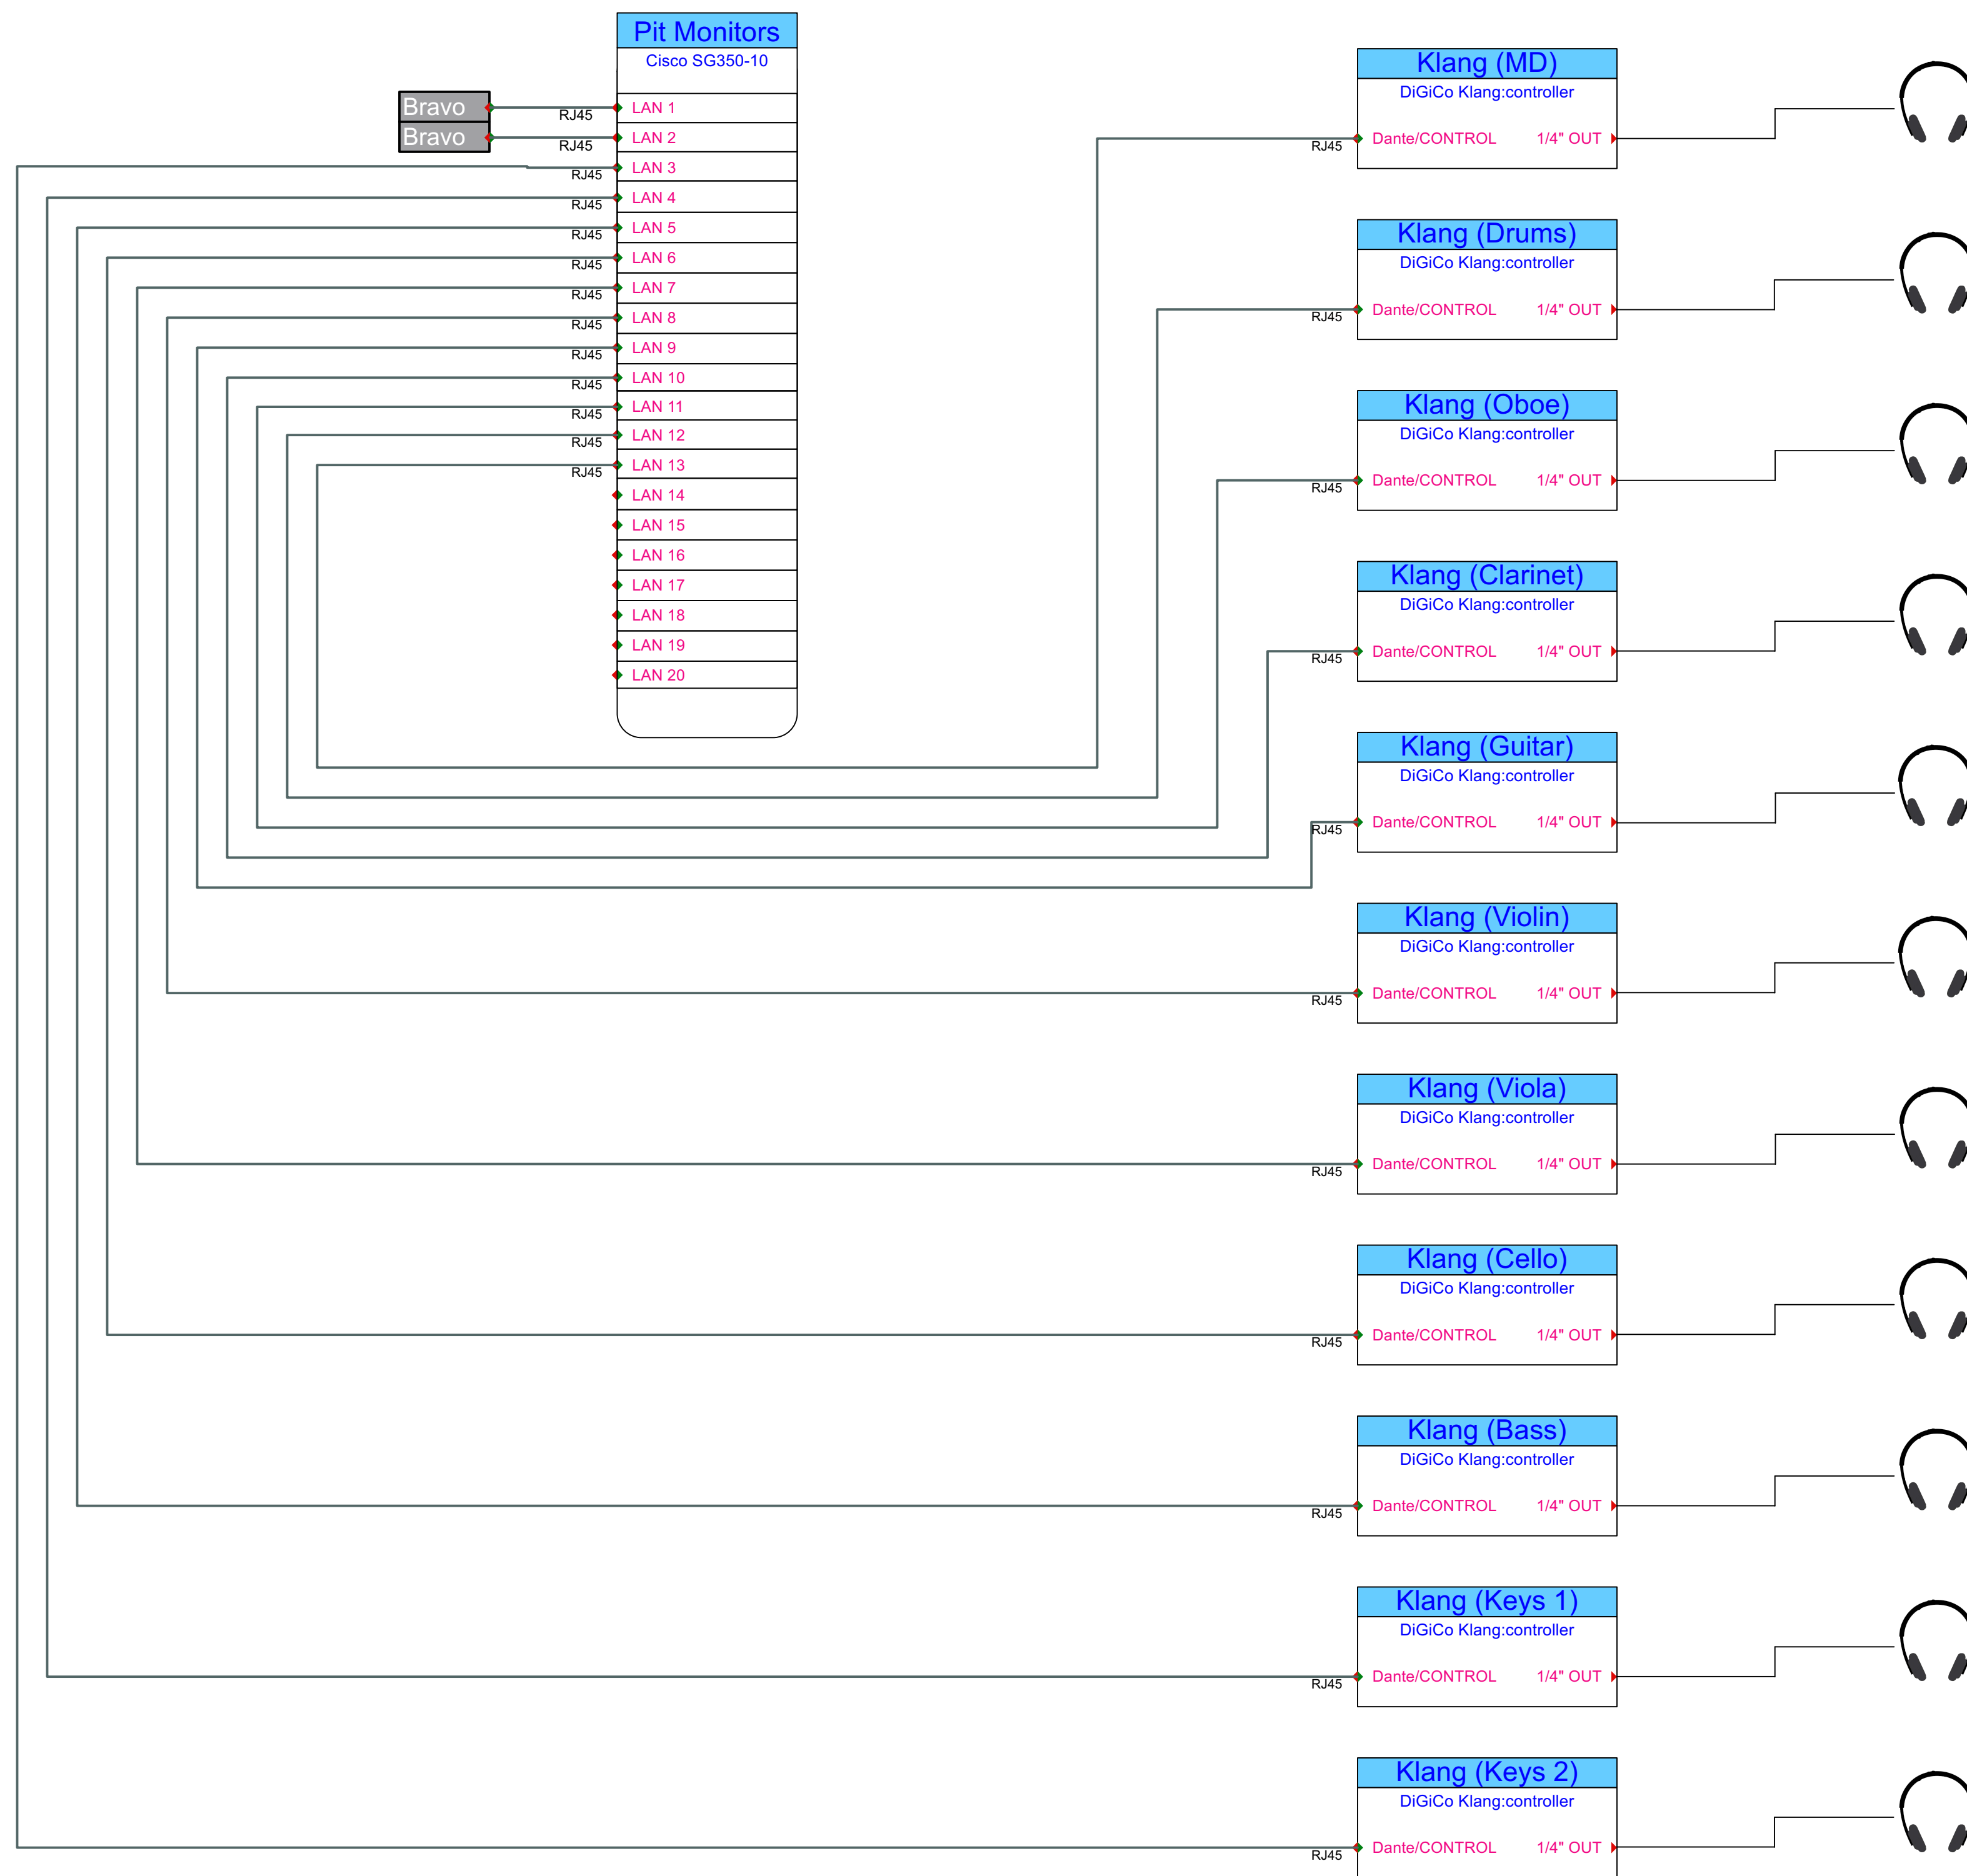 Pit Monitors
Cisco SG350-10
Bravo
RJ45
LAN 1
Bravo
RJ45
LAN 2
RJ45
LAN 3
RJ45
LAN 4
RJ45
LAN 5
RJ45
LAN 6
RJ45
LAN 7
RJ45
LAN 8
RJ45
LAN 9
RJ45
LAN 10
RJ45
LAN 11
RJ45
LAN 12
RJ45
LAN 13
LAN 14
LAN 15
LAN 16
LAN 17
LAN 18
LAN 19
LAN 20
Klang (MD)
DiGiCo Klang:controller
RJ45
Dante/CONTROL 1/4" OUT
Klang (Drums)
DiGiCo Klang:controller
RJ45
Dante/CONTROL 1/4" OUT
Klang (Oboe)
DiGiCo Klang:controller
RJ45
Dante/CONTROL 1/4" OUT
Klang (Clarinet)
DiGiCo Klang:controller
RJ45
Dante/CONTROL 1/4" OUT
Klang (Guitar)
DiGiCo Klang:controller
RJ45
Dante/CONTROL 1/4" OUT
Klang (Violin)
DiGiCo Klang:controller
RJ45
Dante/CONTROL 1/4" OUT
Klang (Viola)
DiGiCo Klang:controller
RJ45
Dante/CONTROL 1/4" OUT
Klang (Cello)
DiGiCo Klang:controller
RJ45
Dante/CONTROL 1/4" OUT
Klang (Bass)
DiGiCo Klang:controller
RJ45
Dante/CONTROL 1/4" OUT
Klang (Keys 1)
DiGiCo Klang:controller
RJ45
Dante/CONTROL 1/4" OUT
Klang (Keys 2)
DiGiCo Klang:controller
RJ45
Dante/CONTROL 1/4" OUT